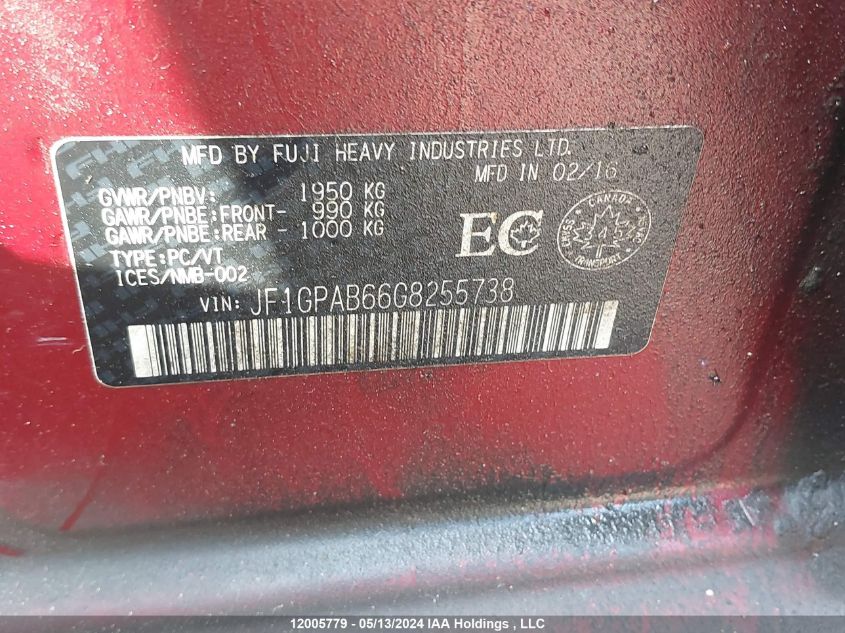 MFD BY FUJI HEAVY INDUSTRIES LTD.
MFD IN 02/16
GVWR/PNBV: 1950 KG
GAWR/PNBE:FRONT- 990 KG
GAWR/PNBE:REAR - 1000 KG
TYPE:PC/VT
ICES/NMB-002
EC
CANADA
TRANSPORT
VIN: JF1GPAB66G8255738
12005779 - 05/13/2024 IAA Holdings , LLC